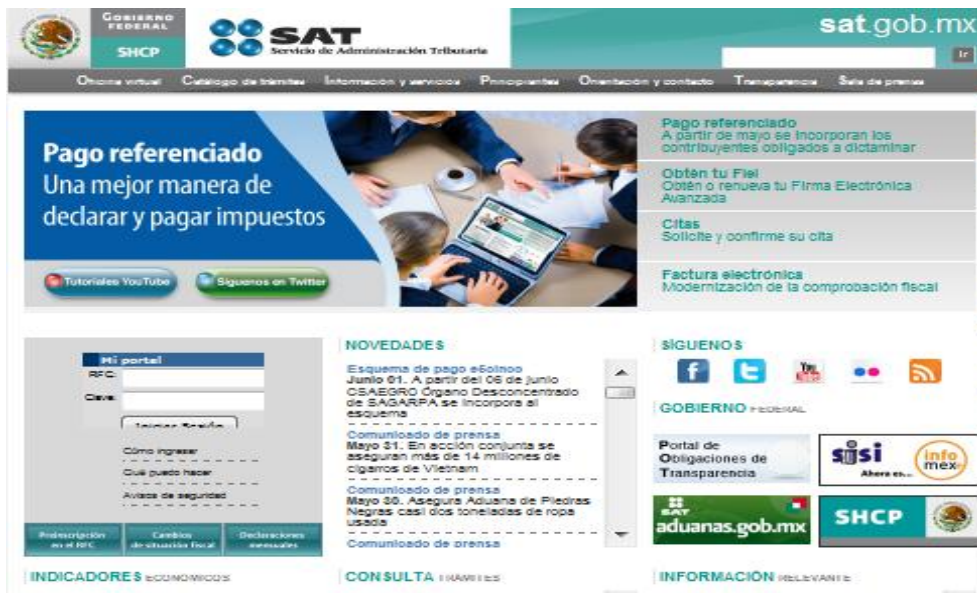 GOBIERNO
FEDERAL
SHCP
SAT
Servicio de Administración Tributaria
sat.gob.mx
Ir
Oficina virtual Catálogo de trámites Información y servicios Principiantes Orientación y contacto Transparencia Sala de prensa
Pago referenciado
Una mejor manera de
declarar y pagar impuestos
Tutoriales YouTube
Síguenos en Twitter
Pago referenciado
A partir de mayo se incorporan los
contribuyentes obligados a dictaminar
Obtén tu Fiel
Obtén o renueva tu Firma Electrónica
Avanzada
Citas
Solicite y confirme su cita
Factura electrónica
Modernización de la comprobación fiscal
Mi portal
RFC:
Clave:
Iniciar Sesión
Cómo ingresar
Qué puedo hacer
Avisos de seguridad
Preinscripción
en el RFC
Cambios
de situación fiscal
Declaraciones
mensuales
NOVEDADES
Esquema de pago e5cinco
Junio 01. A partir del 06 de junio
CSAEGRO Órgano Desconcentrado
de SAGARPA se incorpora al
esquema
Comunicado de prensa
Mayo 31. En acción conjunta se
aseguran más de 14 millones de
cigarros de Vietnam
Comunicado de prensa
Mayo 30. Asegura Aduana de Piedras
Negras casi dos toneladas de ropa
usada
Comunicado de prensa
SÍGUENOS
You
GOBIERNO FEDERAL
Portal de
Obligaciones de
Transparencia
sisi
Ahora es...
info
mex
SAT
aduanas.gob.mx
SHCP
INDICADORES ECONÓMICOS
CONSULTA TRÁMITES
INFORMACIÓN RELEVANTE